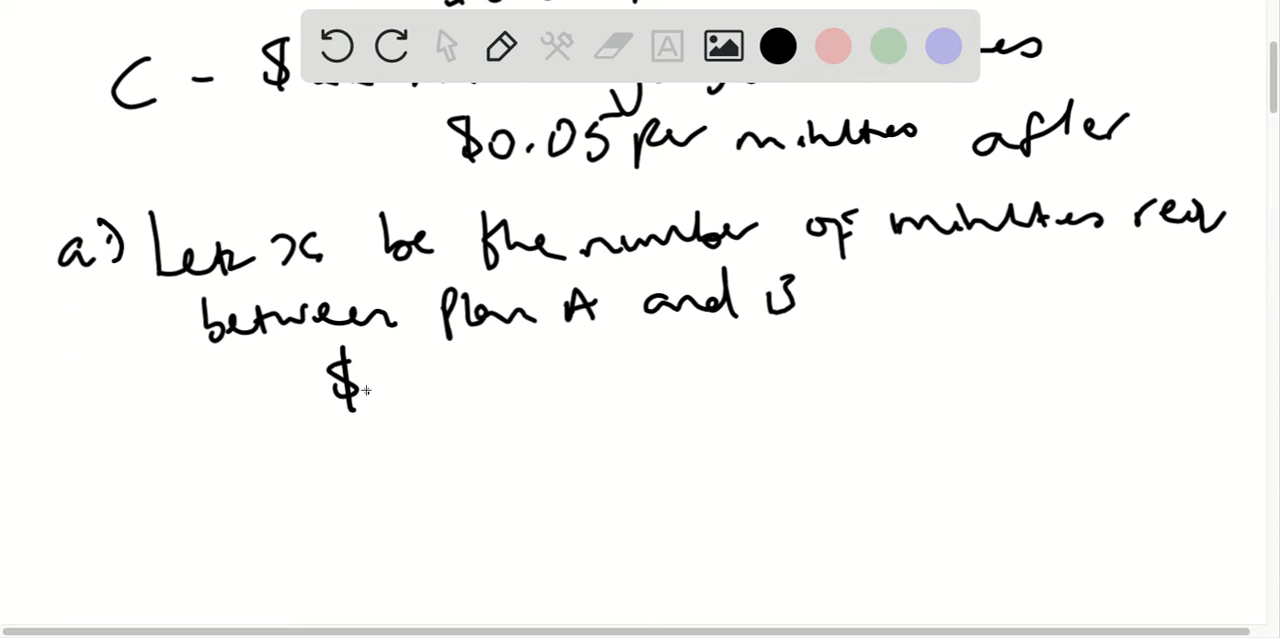 C - $
$0.05 per minutes after
a) Let x be the number of minutes req
between plan A and B
$